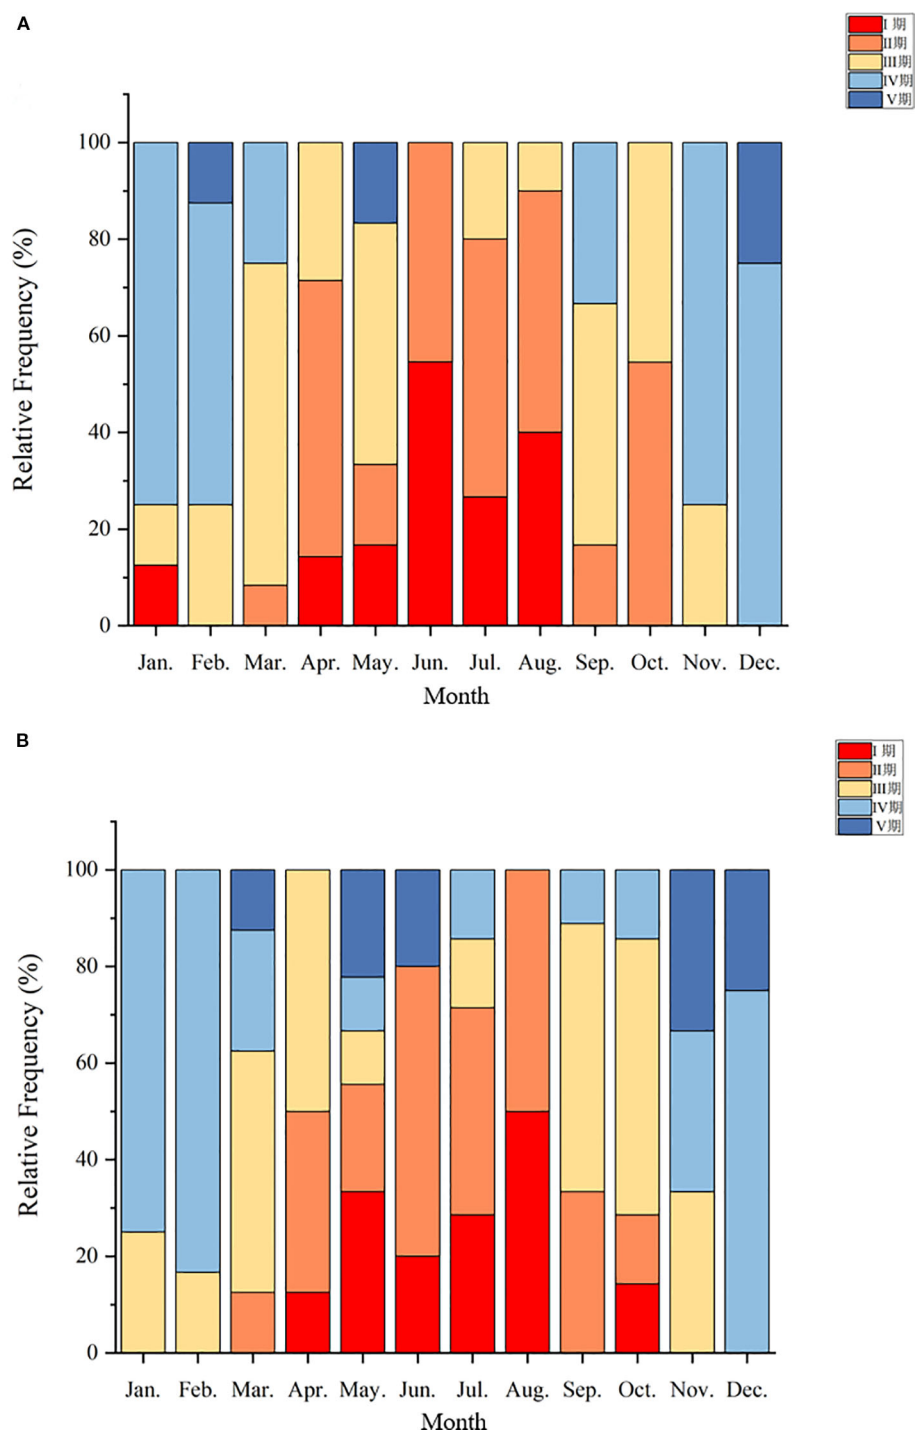 A
I 期
II期
III期
IV期
V期
100
80
60
40
20
0
Relative Frequency (%)
Jan. Feb. Mar. Apr. May. Jun. Jul. Aug. Sep. Oct. Nov. Dec.
Month
B
I 期
II期
III期
IV期
V期
100
80
60
40
20
0
Relative Frequency (%)
Jan. Feb. Mar. Apr. May. Jun. Jul. Aug. Sep. Oct. Nov. Dec.
Month